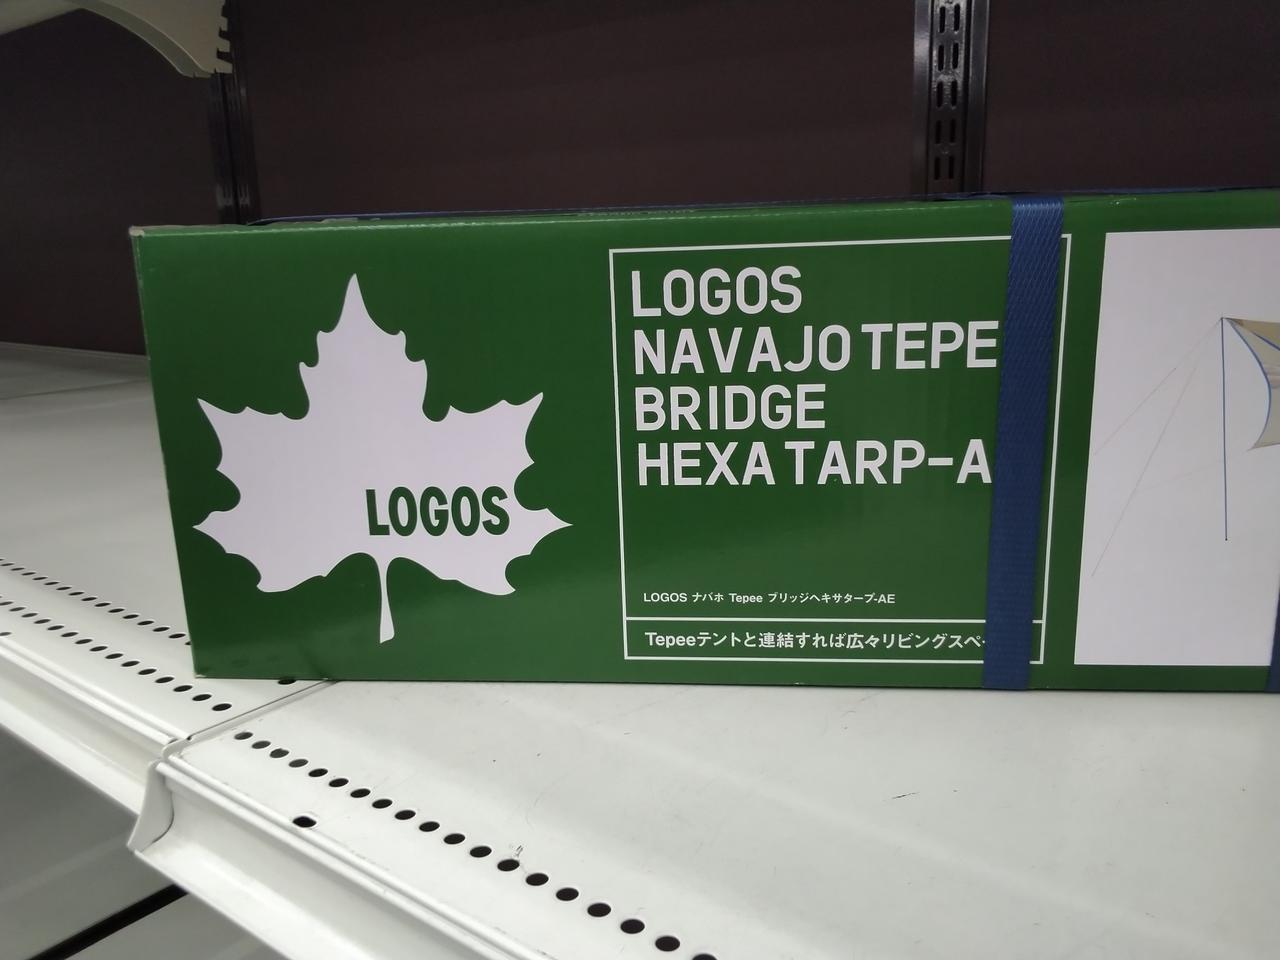 LOGOS
LOGOS
NAVAJO TEPE
BRIDGE
HEXA TARP-A
LOGOS ナバホ Tepee ブリッジヘキサタープ-AE
Tepeeテントと連結すれば広々リビングスペ